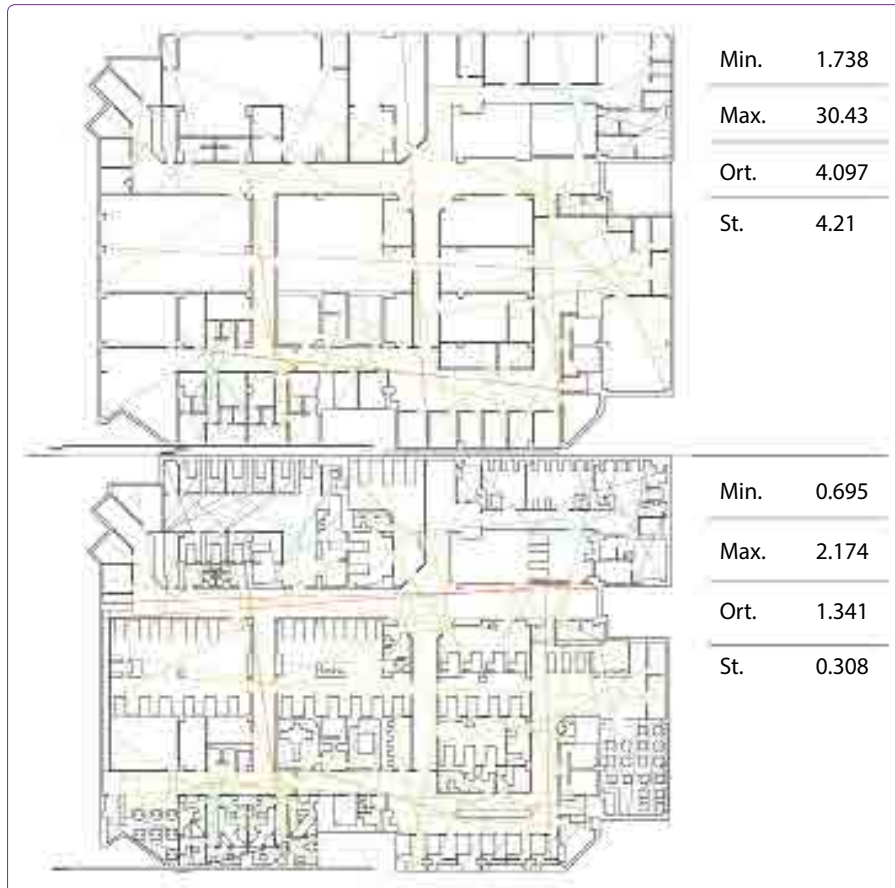 Min. 1.738
Max. 30.43
Ort. 4.097
St. 4.21
Min. 0.695
Max. 2.174
Ort. 1.341
St. 0.308